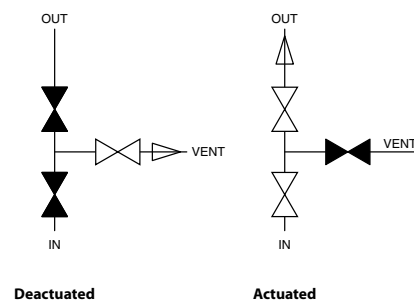 OUT
OUT
VENT
VENT
IN
IN
Deactuated
Actuated